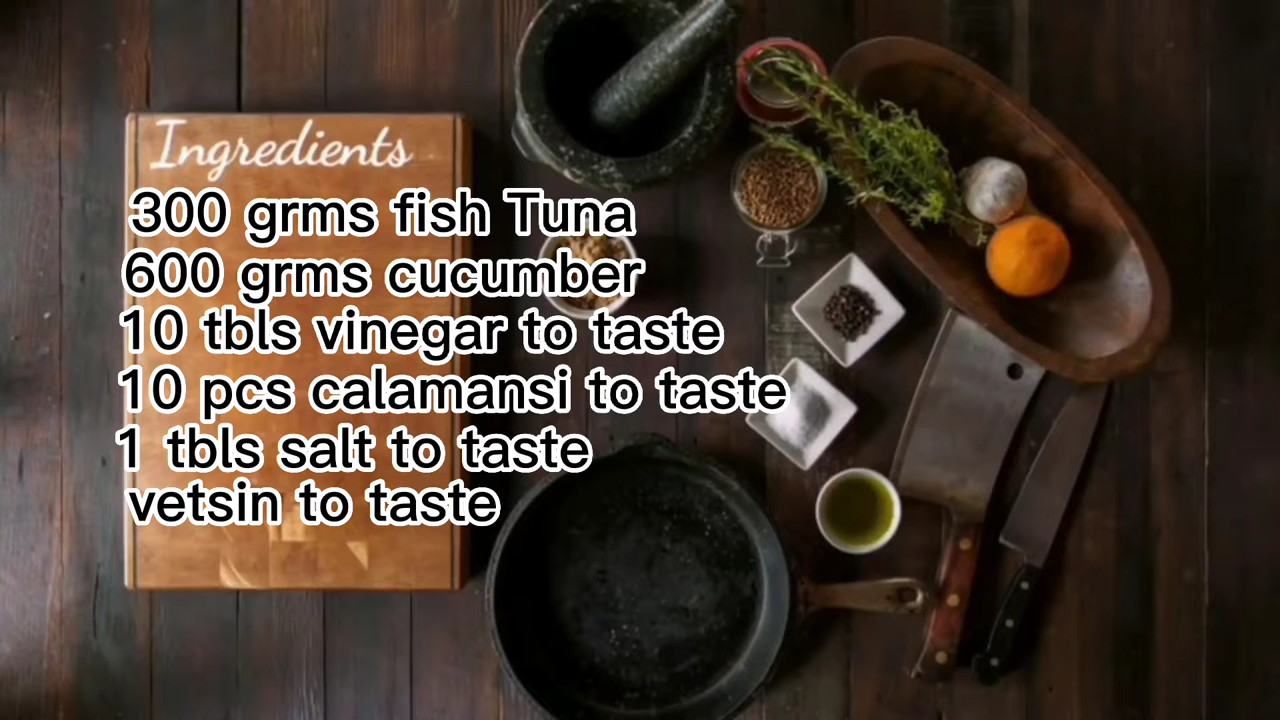 Ingredients
300 grms fish Tuna
600 grms cucumber
10 tbls vinegar to taste
10 pcs calamansi to taste
1 tbls salt to taste
vetsin to taste